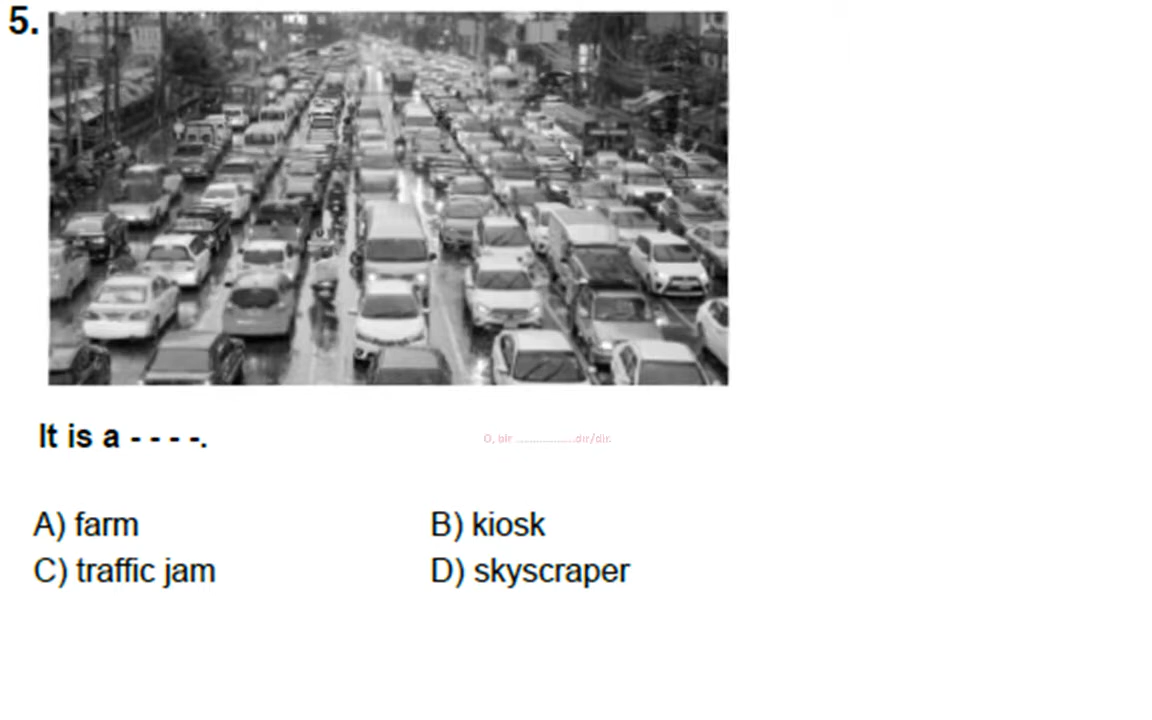 5.
It is a - - - -.
O, bir ..................dır/dir.
A) farm
B) kiosk
C) traffic jam
D) skyscraper